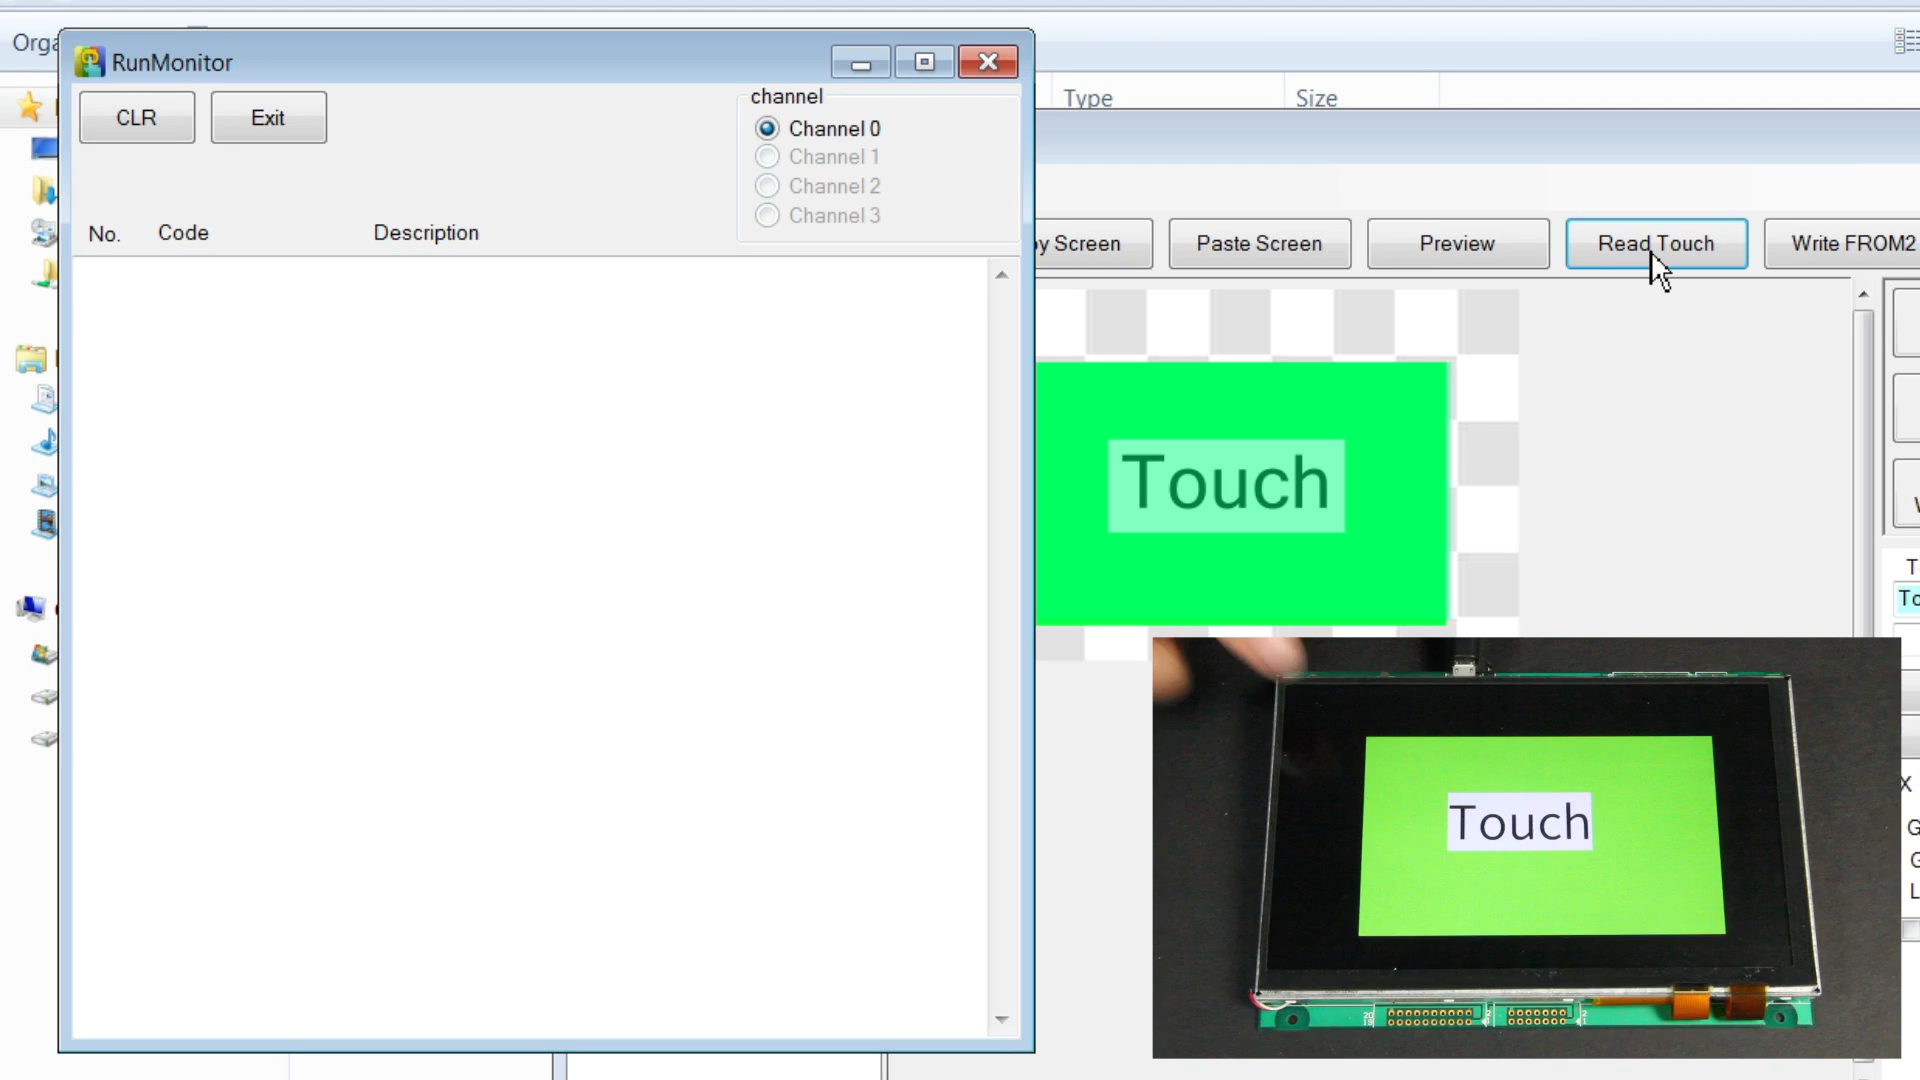 Orga
RunMonitor
CLR
Exit
channel
Channel 0
Channel 1
Channel 2
Channel 3
No.
Code
Description
Type
Size
y Screen
Paste Screen
Preview
Read Touch
Write FROM2
Touch
T
To
X
G
G
L
Touch